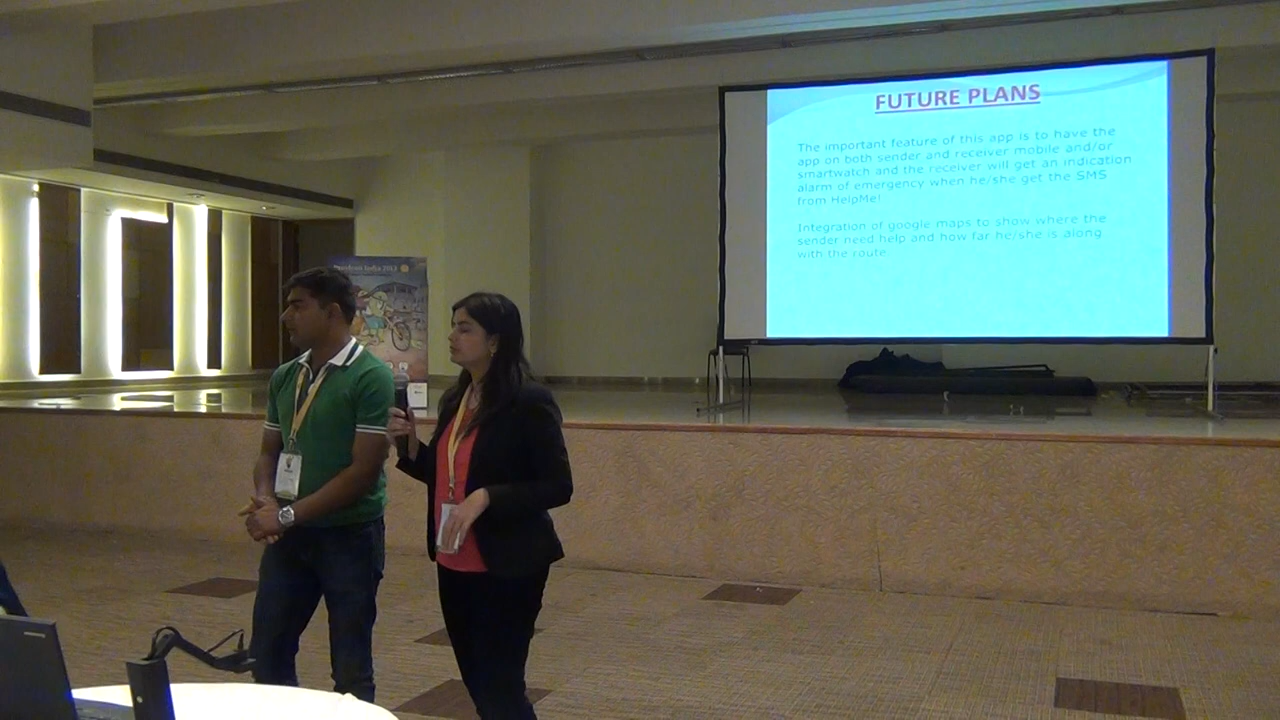 FUTURE PLANS
The important feature of this app is to have the
app on both sender and receiver mobile and/or
smartwatch and the receiver will get an indication
alarm of emergency when he/she get the SMS
from HelpMe!
Integration of google maps to show where the
sender need help and how far he/she is along
with the route.